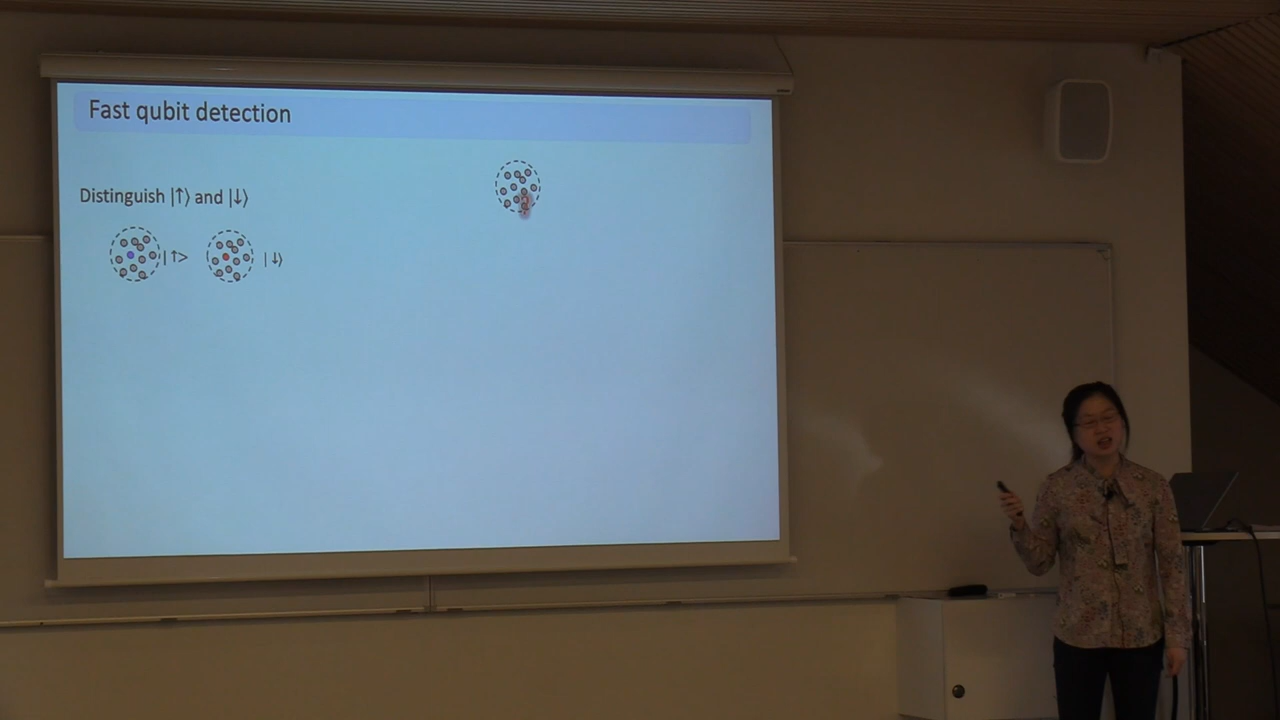 Fast qubit detection
Distinguish |↑⟩ and |↓⟩
|↑> |↓⟩